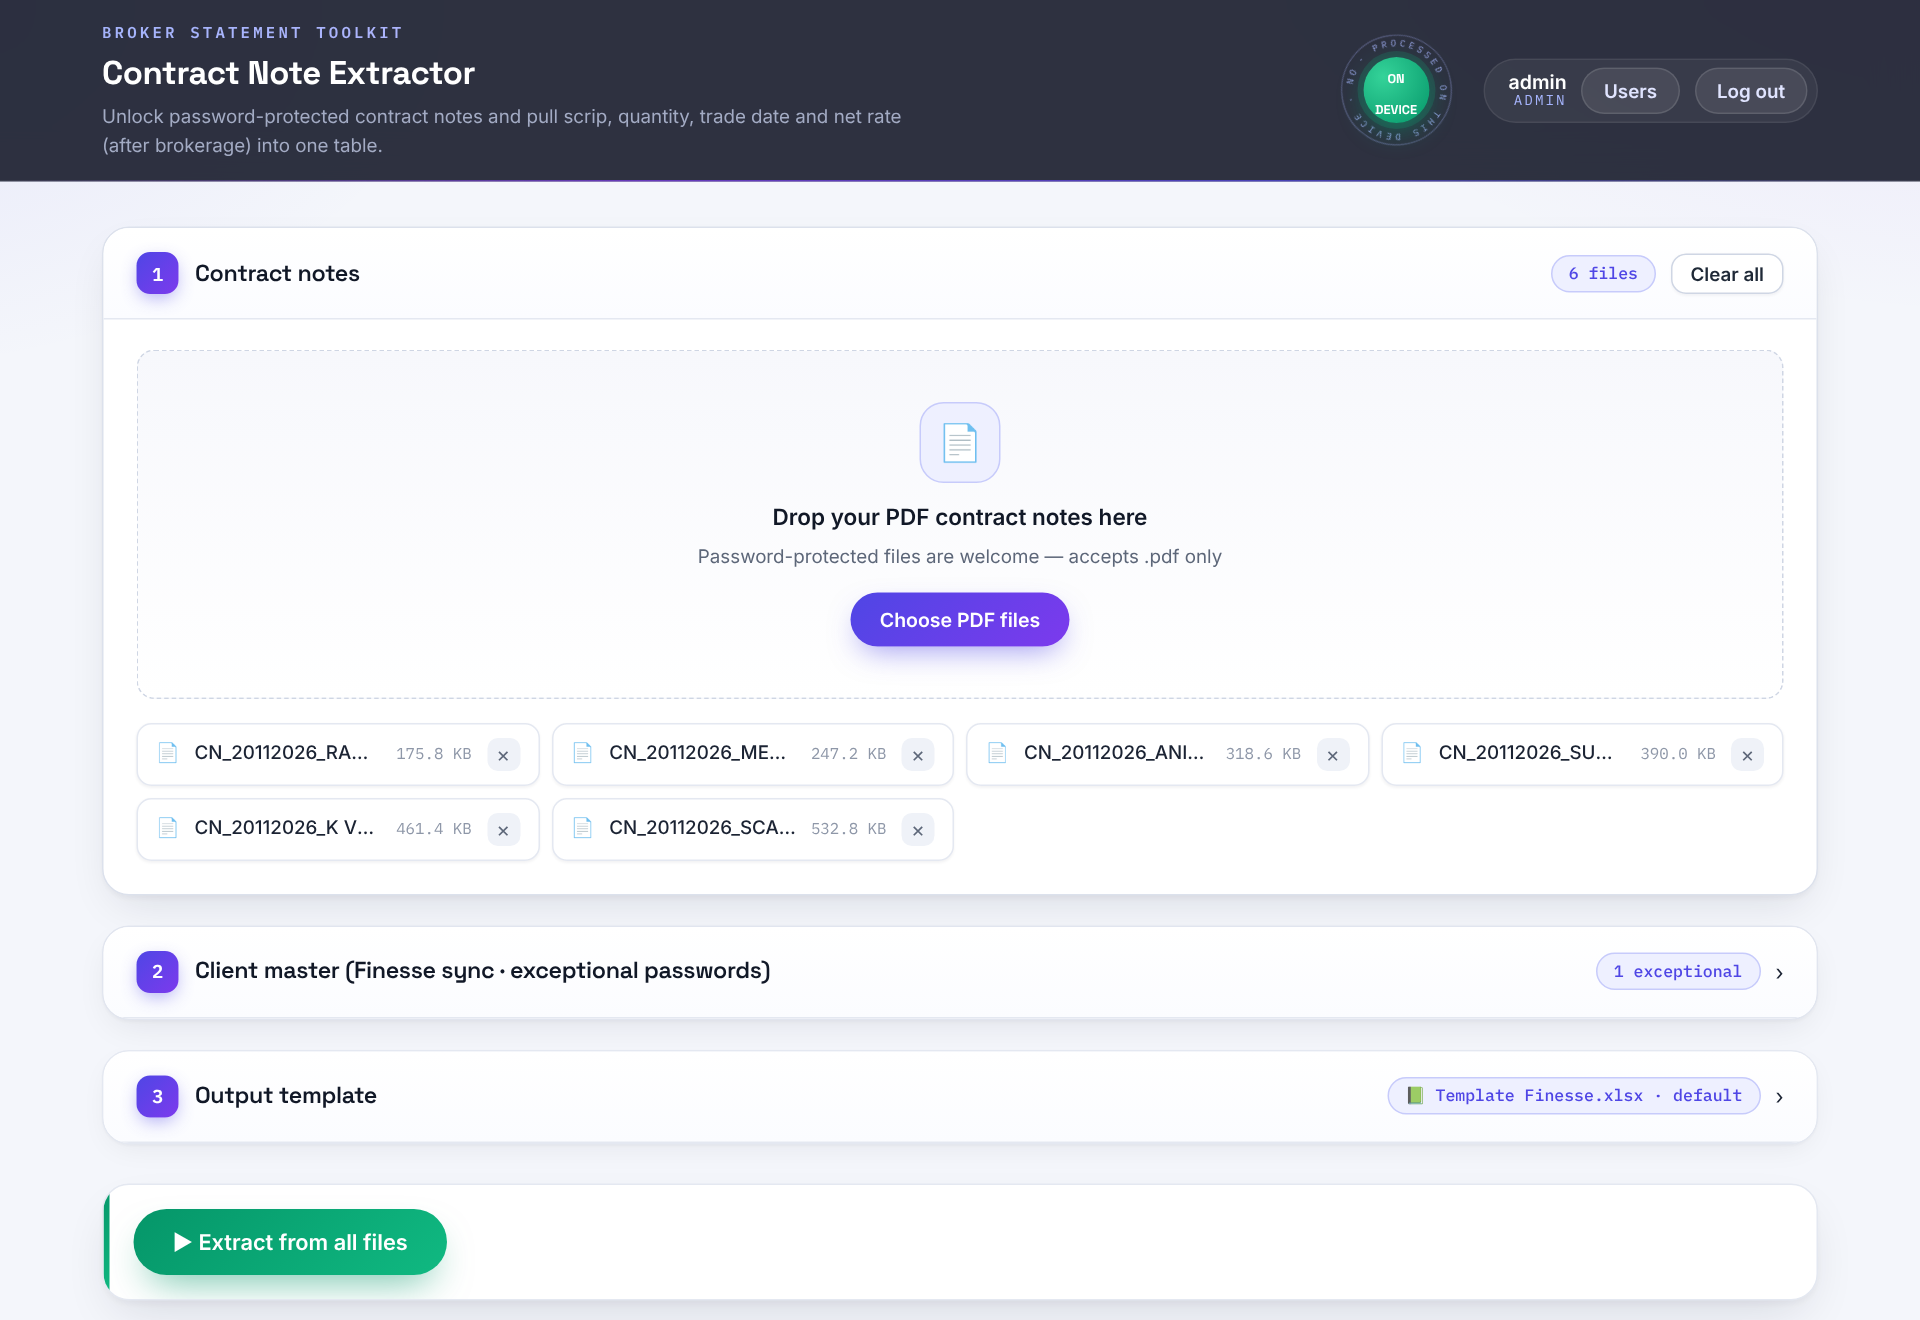 BROKER STATEMENT TOOLKIT
Contract Note Extractor
Unlock password-protected contract notes and pull scrip, quantity, trade date and net rate
(after brokerage) into one table.
NO · PROCESSED ON THIS DEVICE ·
ON
DEVICE
admin
ADMIN
Users
Log out
1
Contract notes
6 files
Clear all
Drop your PDF contract notes here
Password-protected files are welcome — accepts .pdf only
Choose PDF files
CN_20112026_RA... 175.8 KB ×
CN_20112026_ME... 247.2 KB ×
CN_20112026_ANI... 318.6 KB ×
CN_20112026_SU... 390.0 KB ×
CN_20112026_K V... 461.4 KB ×
CN_20112026_SCA... 532.8 KB ×
2
Client master (Finesse sync · exceptional passwords)
1 exceptional ›
3
Output template
Template Finesse.xlsx · default ›
▶ Extract from all files